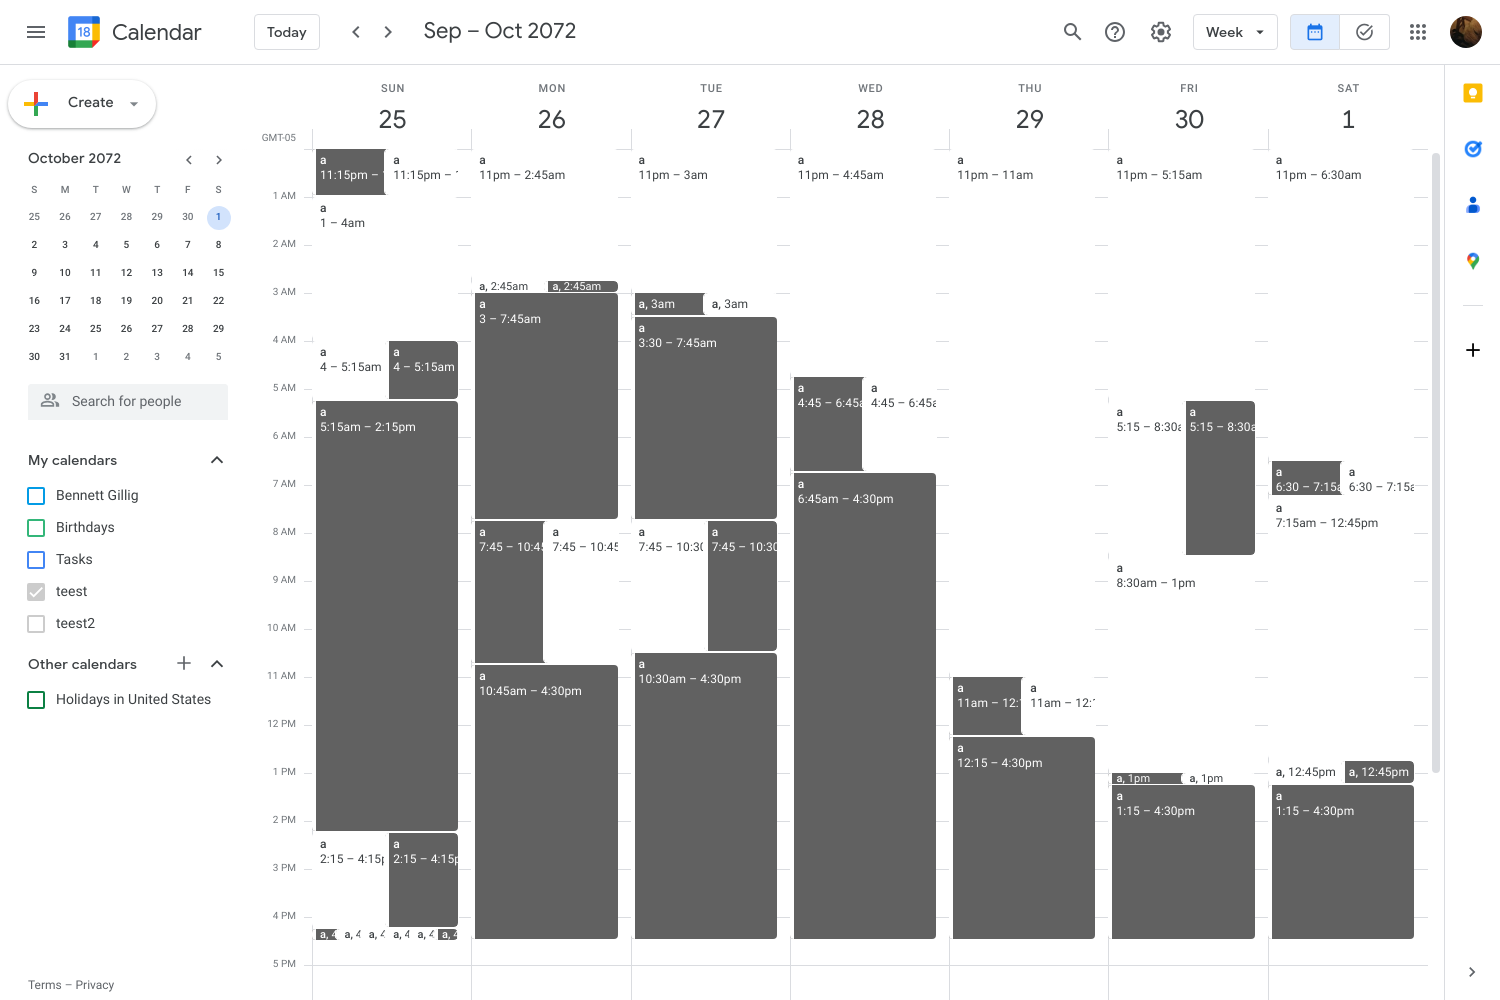 18
Calendar
Today
Sep – Oct 2072
Week
Create
October 2072
S M T W T F S
25 26 27 28 29 30 1
2 3 4 5 6 7 8
9 10 11 12 13 14 15
16 17 18 19 20 21 22
23 24 25 26 27 28 29
30 31 1 2 3 4 5
Search for people
My calendars
Bennett Gillig
Birthdays
Tasks
teest
teest2
Other calendars
Holidays in United States
Terms – Privacy
SUN MON TUE WED THU FRI SAT
25 26 27 28 29 30 1
GMT-05
1 AM
2 AM
3 AM
4 AM
5 AM
6 AM
7 AM
8 AM
9 AM
10 AM
11 AM
12 PM
1 PM
2 PM
3 PM
4 PM
5 PM
a
11:15pm –
a
11:15pm –
a
1 – 4am
a
4 – 5:15am
a
4 – 5:15am
a
5:15am – 2:15pm
a
2:15 – 4:15p
a
2:15 – 4:15p
a, 4
a, 4
a, 4
a, 4
a, 4
a, 4
a
11pm – 2:45am
a, 2:45am
a, 2:45am
a
3 – 7:45am
a
7:45 – 10:45
a
7:45 – 10:45
a
10:45am – 4:30pm
a
11pm – 3am
a, 3am
a, 3am
a
3:30 – 7:45am
a
7:45 – 10:30
a
7:45 – 10:30
a
10:30am – 4:30pm
a
11pm – 4:45am
a
4:45 – 6:45a
a
4:45 – 6:45a
a
6:45am – 4:30pm
a
11pm – 11am
a
11am – 12:1
a
11am – 12:1
a
12:15 – 4:30pm
a
11pm – 5:15am
a
5:15 – 8:30a
a
5:15 – 8:30a
a
8:30am – 1pm
a, 1pm
a, 1pm
a
1:15 – 4:30pm
a
11pm – 6:30am
a
6:30 – 7:15a
a
6:30 – 7:15a
a
7:15am – 12:45pm
a, 12:45pm
a, 12:45pm
a
1:15 – 4:30pm